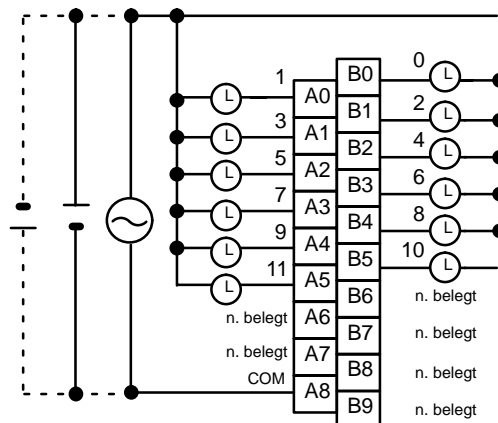 0
1 L B0 L
A0 2
3 L B1 L
A1 4
5 L B2 L
A2 6
7 L B3 L
A3 8
9 L B4 L
A4 10
11 L B5 L
A5 n. belegt
n. belegt B6
A6 n. belegt
n. belegt B7
A7
COM B8 n. belegt
A8
B9 n. belegt